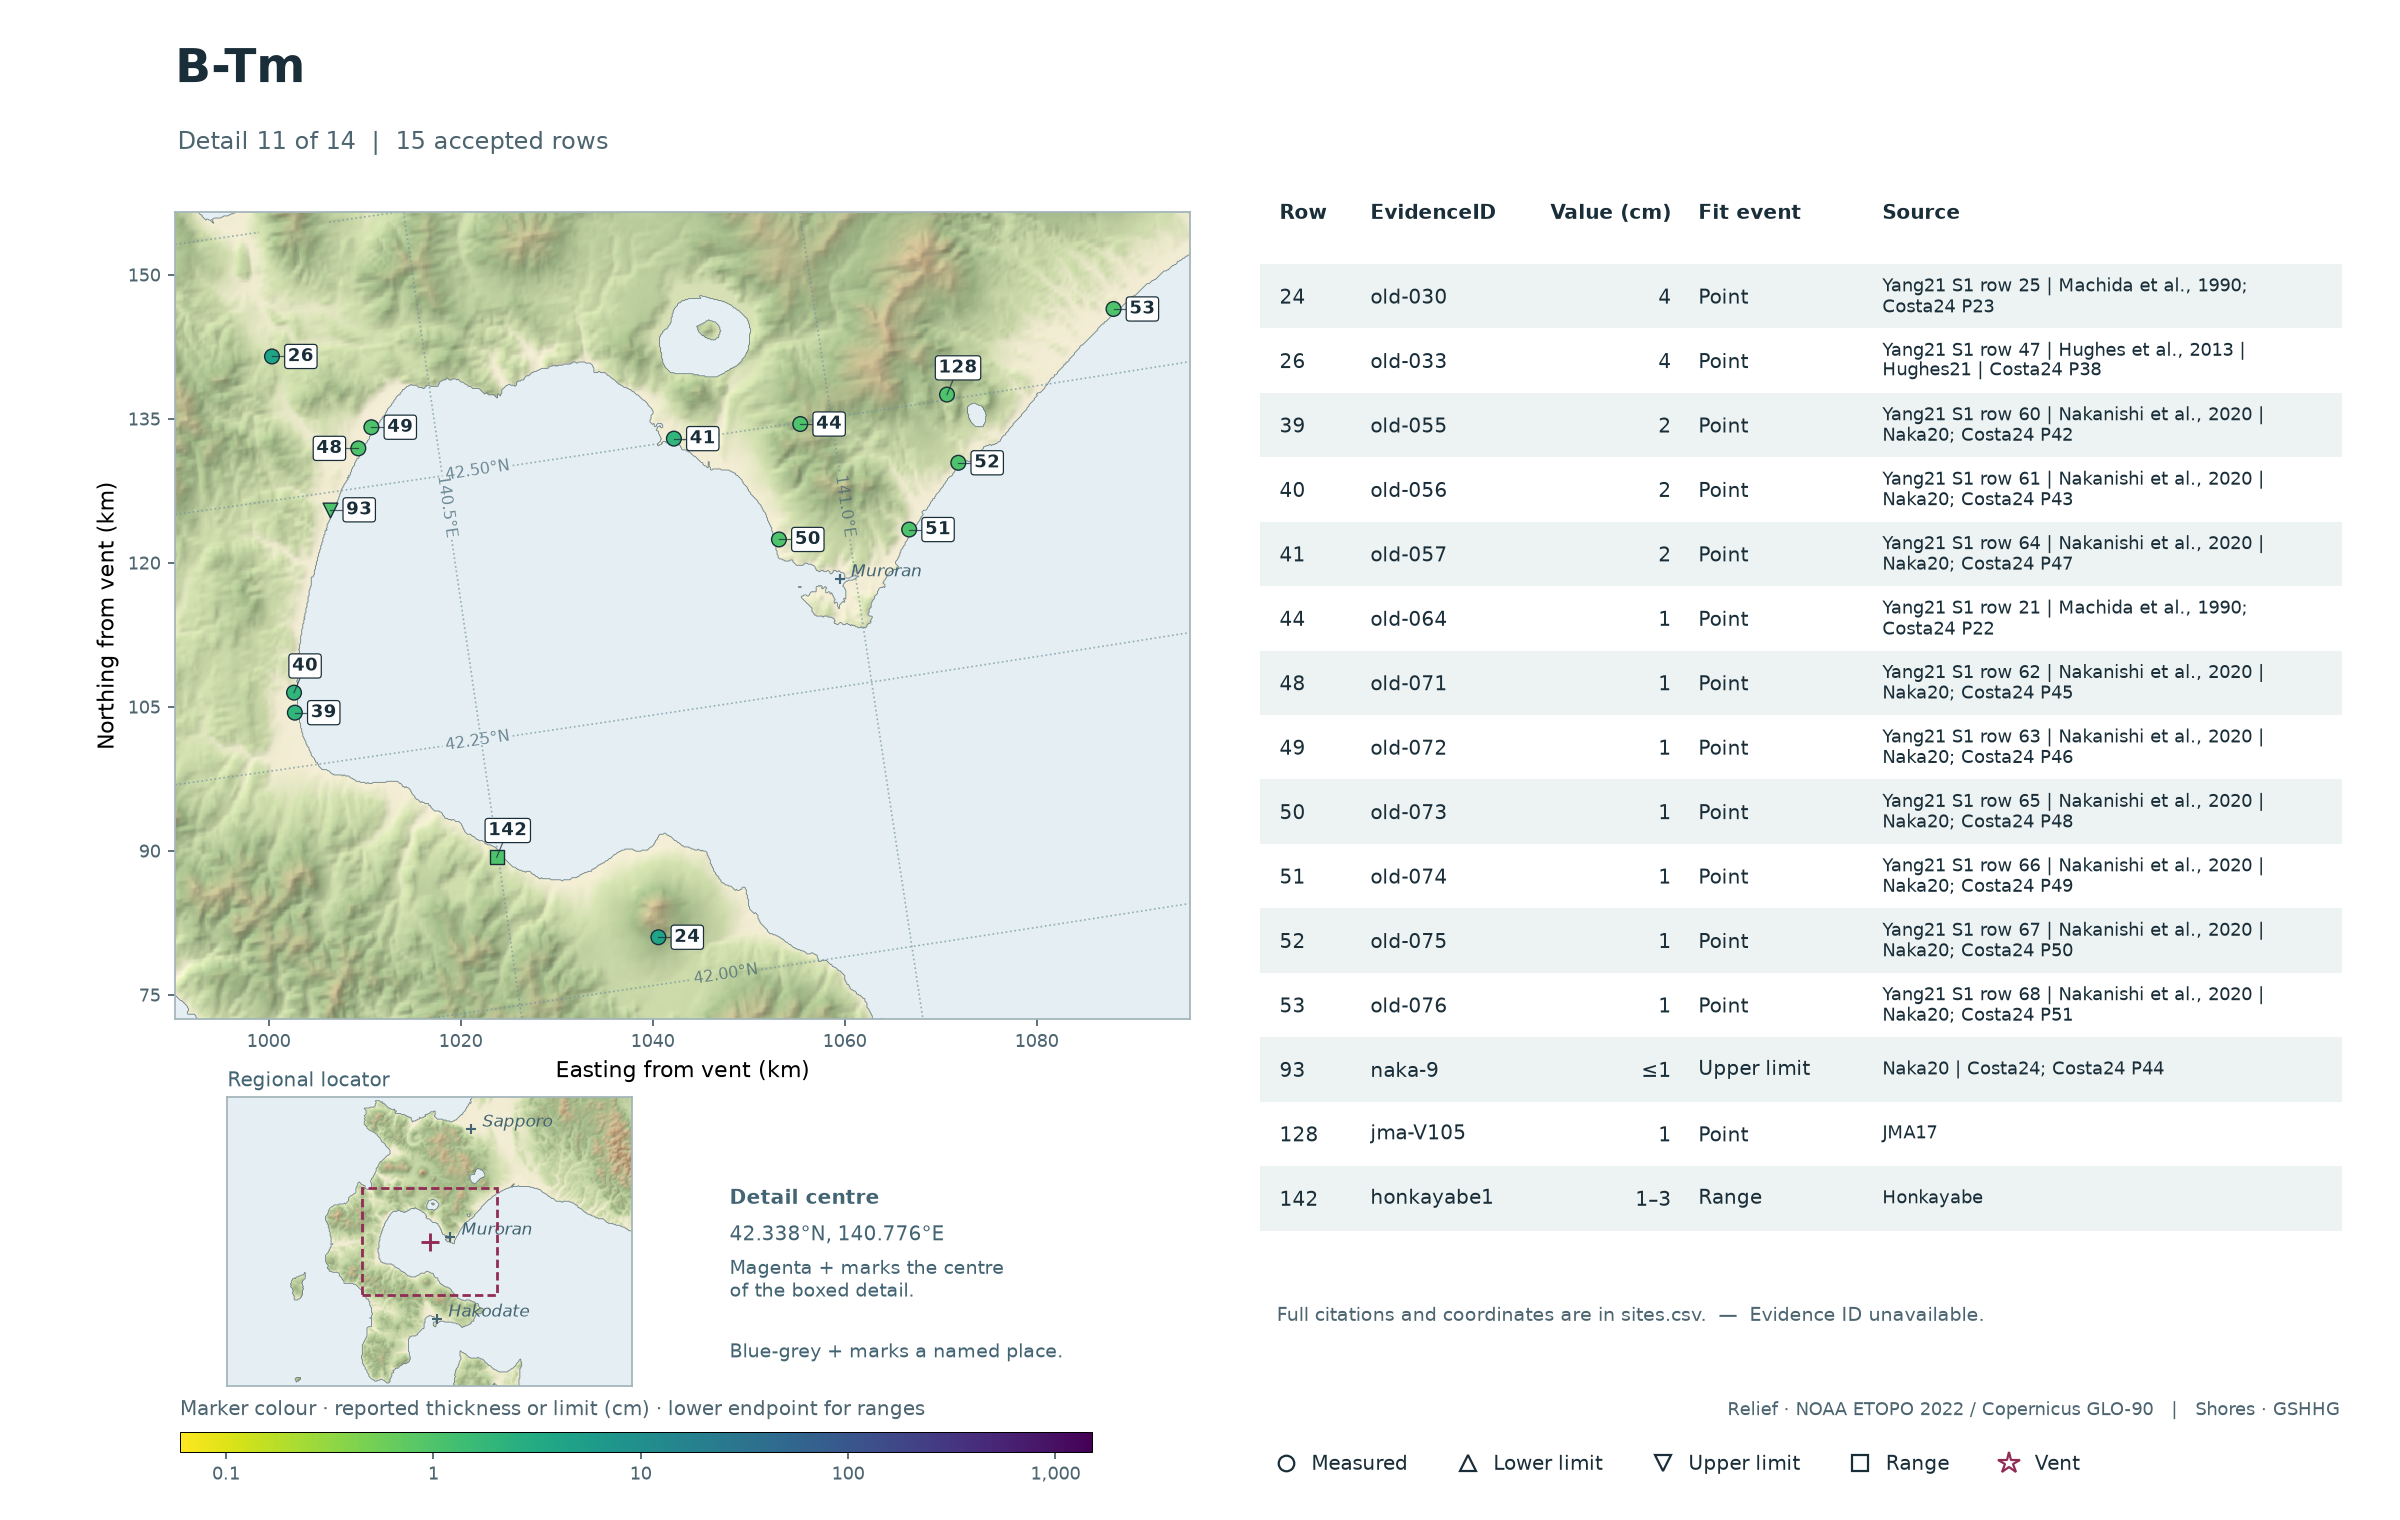 B-Tm
Detail 11 of 14 | 15 accepted rows
Northing from vent (km)
150
135
120
105
90
75
1000
1020
1040
1060
1080
Easting from vent (km)
53
26
128
49
44
48
41
52
42.50°N
140.5°E
141.0°E
93
51
50
Muroran
40
39
42.25°N
142
24
42.00°N
Regional locator
Sapporo
Muroran
Hakodate
Detail centre
42.338°N, 140.776°E
Magenta + marks the centre
of the boxed detail.
Blue-grey + marks a named place.
Marker colour · reported thickness or limit (cm) · lower endpoint for ranges
0.1
1
10
100
1,000
Row EvidenceID Value (cm) Fit event Source
24 old-030 4 Point Yang21 S1 row 25 | Machida et al., 1990;
Costa24 P23
26 old-033 4 Point Yang21 S1 row 47 | Hughes et al., 2013 |
Hughes21 | Costa24 P38
39 old-055 2 Point Yang21 S1 row 60 | Nakanishi et al., 2020 |
Naka20; Costa24 P42
40 old-056 2 Point Yang21 S1 row 61 | Nakanishi et al., 2020 |
Naka20; Costa24 P43
41 old-057 2 Point Yang21 S1 row 64 | Nakanishi et al., 2020 |
Naka20; Costa24 P47
44 old-064 1 Point Yang21 S1 row 21 | Machida et al., 1990;
Costa24 P22
48 old-071 1 Point Yang21 S1 row 62 | Nakanishi et al., 2020 |
Naka20; Costa24 P45
49 old-072 1 Point Yang21 S1 row 63 | Nakanishi et al., 2020 |
Naka20; Costa24 P46
50 old-073 1 Point Yang21 S1 row 65 | Nakanishi et al., 2020 |
Naka20; Costa24 P48
51 old-074 1 Point Yang21 S1 row 66 | Nakanishi et al., 2020 |
Naka20; Costa24 P49
52 old-075 1 Point Yang21 S1 row 67 | Nakanishi et al., 2020 |
Naka20; Costa24 P50
53 old-076 1 Point Yang21 S1 row 68 | Nakanishi et al., 2020 |
Naka20; Costa24 P51
93 naka-9 ≤1 Upper limit Naka20 | Costa24; Costa24 P44
128 jma-V105 1 Point JMA17
142 honkayabe1 1–3 Range Honkayabe
Full citations and coordinates are in sites.csv. — Evidence ID unavailable.
Relief · NOAA ETOPO 2022 / Copernicus GLO-90 | Shores · GSHHG
Measured Lower limit Upper limit Range Vent